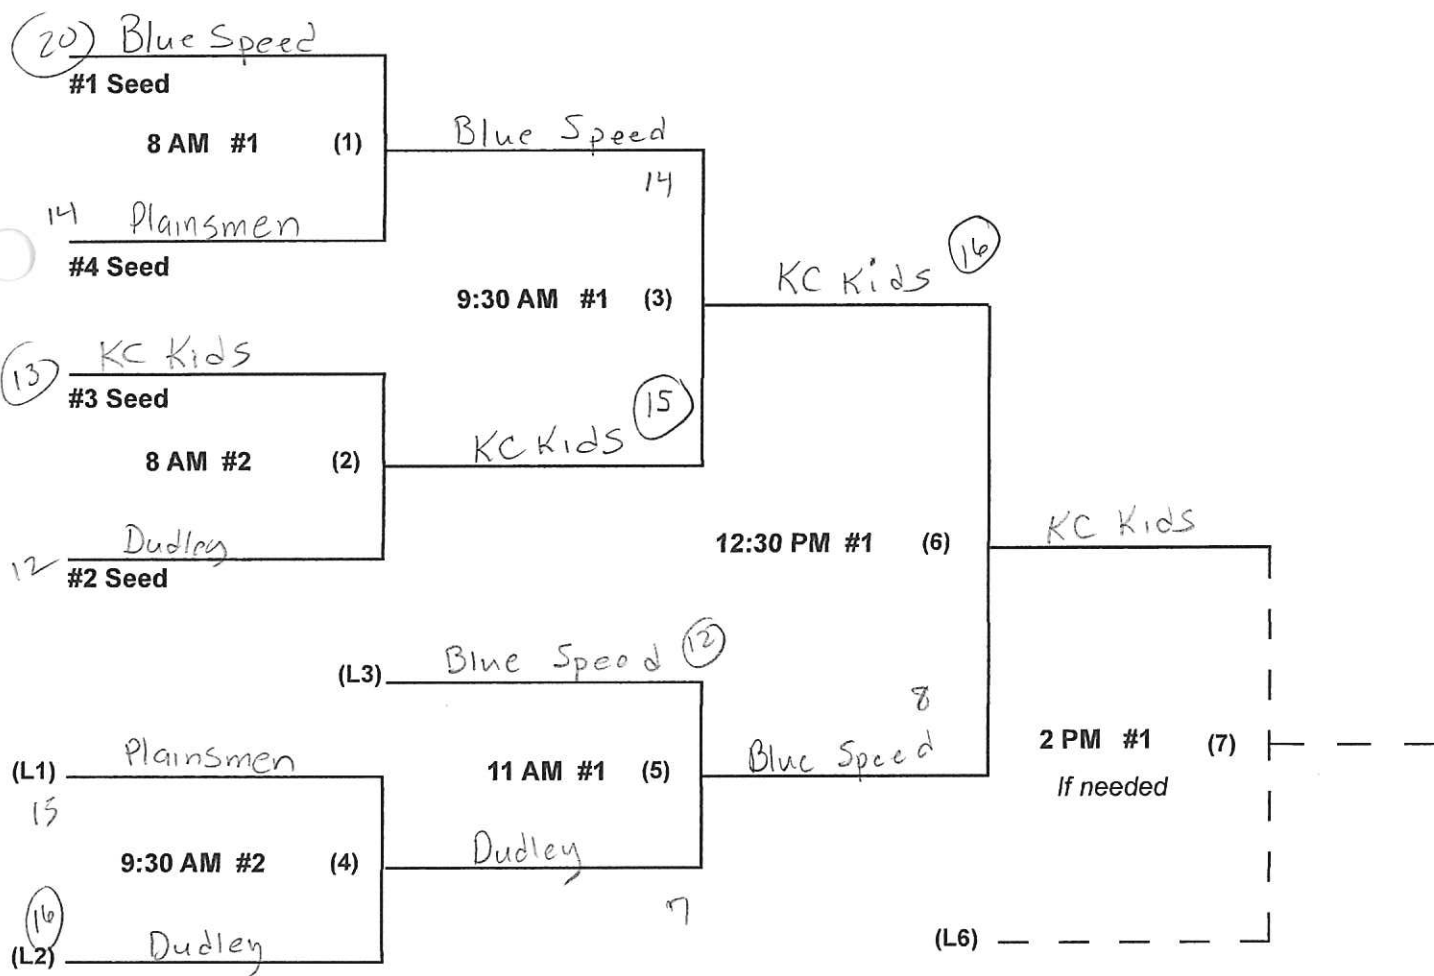 20 Blue Speed
#1 Seed
8 AM #1 (1)
14 Plainsmen
#4 Seed
Blue Speed
14
9:30 AM #1 (3)
KC Kids 16
13 KC Kids
#3 Seed
8 AM #2 (2)
KC Kids 15
12 Dudley
#2 Seed
12:30 PM #1 (6)
KC Kids
(L3) Blue Speed 12
8
(L1) Plainsmen
15
11 AM #1 (5)
Blue Speed
2 PM #1 (7)
If needed
9:30 AM #2 (4)
Dudley
7
16
(L2) Dudley
(L6)